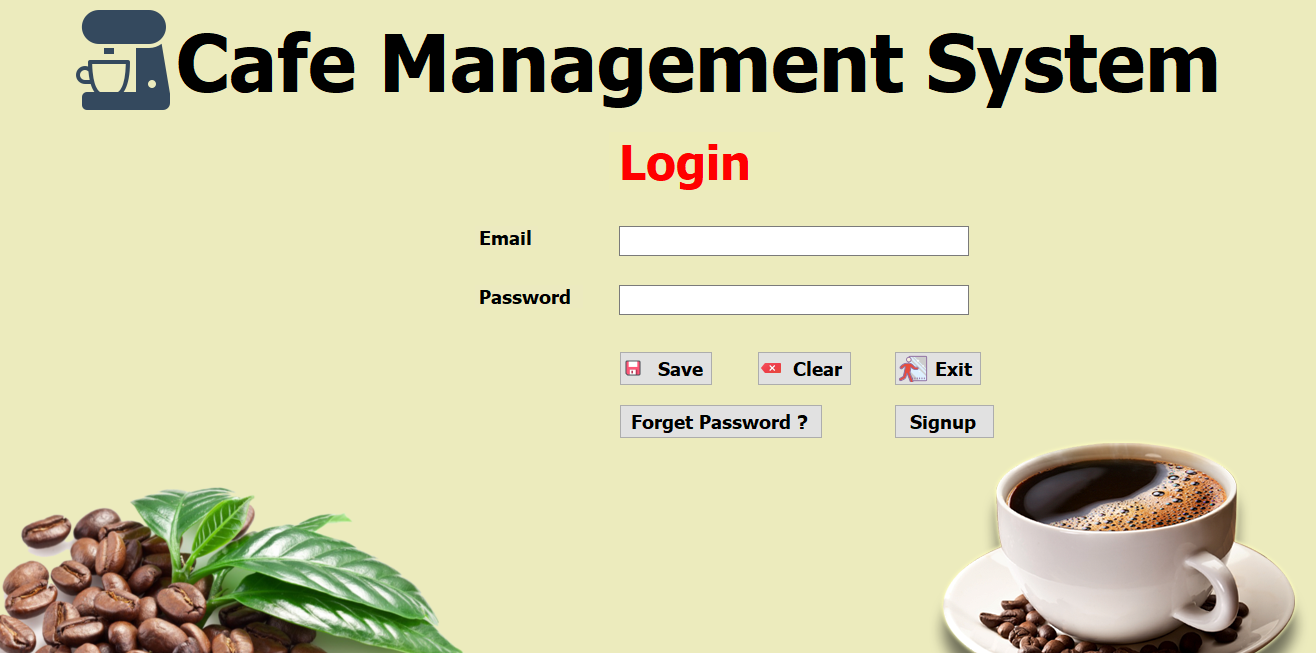 Cafe Management System
Login
Email
Password
Save Clear Exit
Forget Password ? Signup